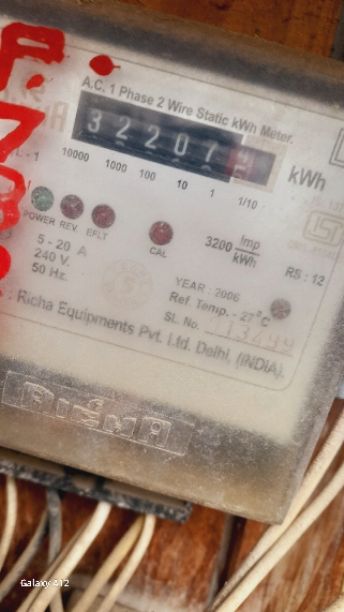 A.C. 1 Phase 2 Wire Static kWh Meter.
32207
kWh
10000 1000 100 10 1 1/10
POWER REV. EFLT
CAL
3200 Imp/kWh
5 - 20 A
240 V.
50 Hz.
RS : 12
YEAR : 2006
Ref. Temp. - 27°C
SL. No.
: Richa Equipments Pvt. Ltd. Delhi, (INDIA).
Galaxy A12